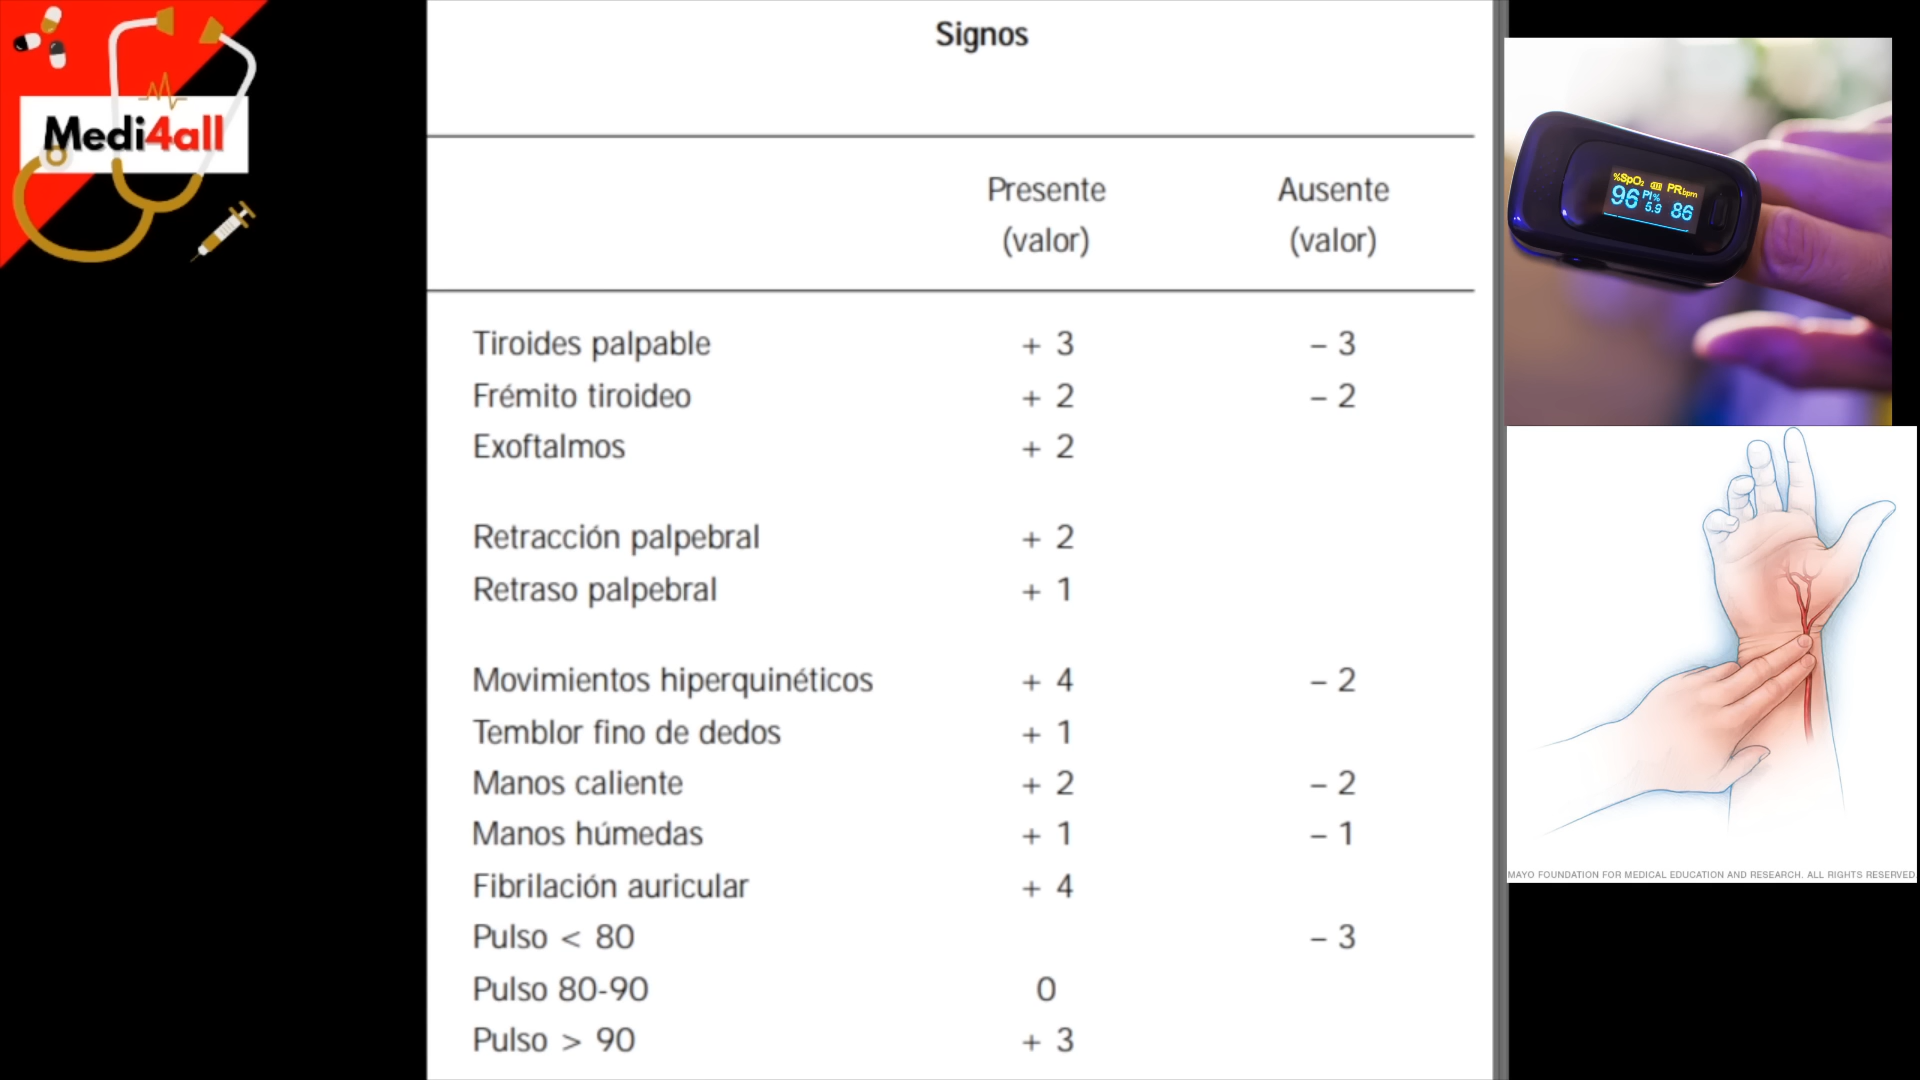 Medi4all
Signos
Presente Ausente
(valor) (valor)
Tiroides palpable + 3 – 3
Frémito tiroideo + 2 – 2
Exoftalmos + 2
Retracción palpebral + 2
Retraso palpebral + 1
Movimientos hiperquinéticos + 4 – 2
Temblor fino de dedos + 1
Manos caliente + 2 – 2
Manos húmedas + 1 – 1
Fibrilación auricular + 4
Pulso < 80 – 3
Pulso 80-90 0
Pulso > 90 + 3
%SpO₂ PRbpm
96 PI% 86
5.9
MAYO FOUNDATION FOR MEDICAL EDUCATION AND RESEARCH. ALL RIGHTS RESERVED